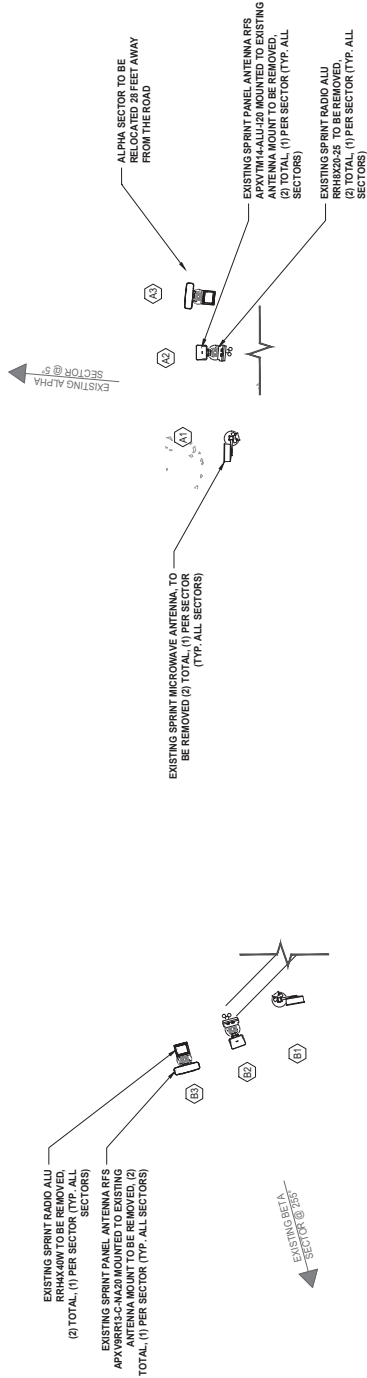 ALPHA SECTOR TO BE
RELOCATED 28 FEET AWAY
FROM THE ROAD
EXISTING SPRINT PANEL ANTENNA RFS
APXVTM14-ALU-I20 MOUNTED TO EXISTING
ANTENNA MOUNT TO BE REMOVED,
(2) TOTAL, (1) PER SECTOR (TYP. ALL
SECTORS)
EXISTING SPRINT RADIO ALU
RRH8X20-25 TO BE REMOVED,
(2) TOTAL, (1) PER SECTOR (TYP. ALL
SECTORS)
A3
A2
A1
EXISTING ALPHA
SECTOR @ 5°
EXISTING SPRINT MICROWAVE ANTENNA, TO
BE REMOVED (2) TOTAL, (1) PER SECTOR
(TYP. ALL SECTORS)
EXISTING SPRINT RADIO ALU
RRH4X40W TO BE REMOVED,
(2) TOTAL, (1) PER SECTOR (TYP. ALL
SECTORS)
EXISTING SPRINT PANEL ANTENNA RFS
APXV9RR13-C-NA20 MOUNTED TO EXISTING
ANTENNA MOUNT TO BE REMOVED, (2)
TOTAL, (1) PER SECTOR (TYP. ALL SECTORS)
B3
B2
B1
EXISTING BETA
SECTOR @ 255°